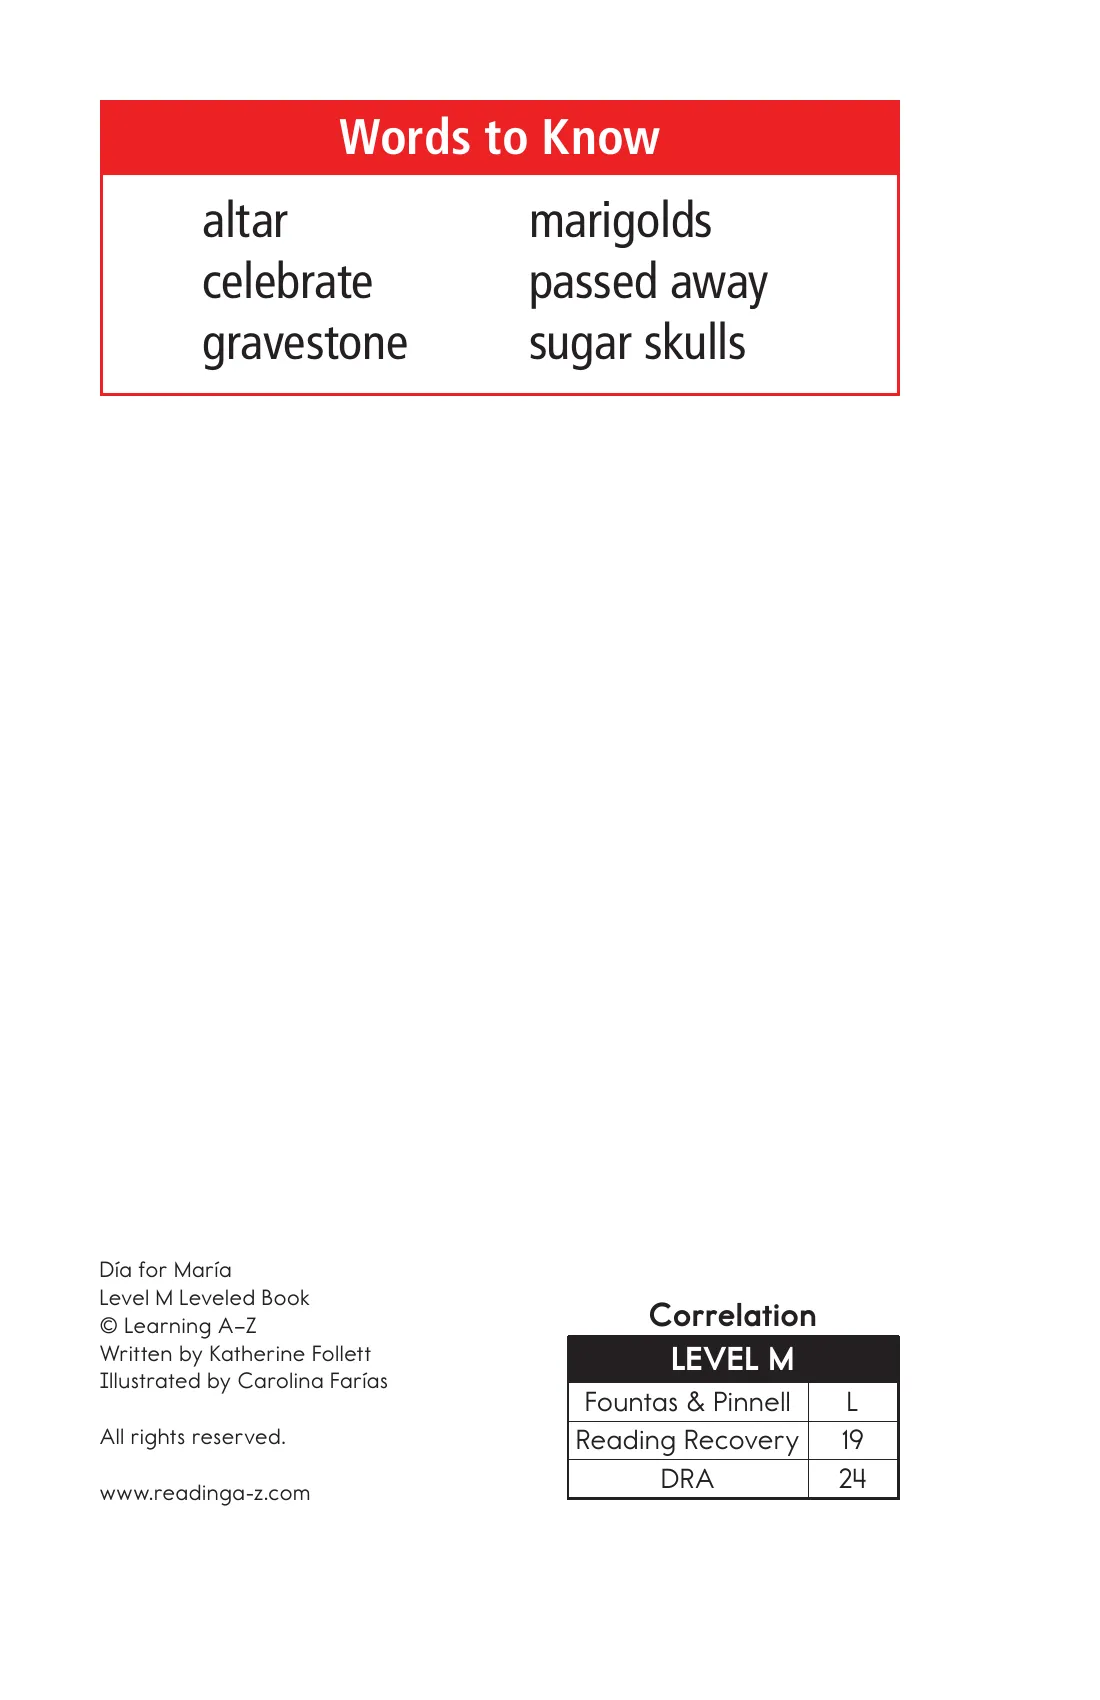 Words to Know
altar
celebrate
gravestone
marigolds
passed away
sugar skulls
Día for María
Level M Leveled Book
© Learning A–Z
Written by Katherine Follett
Illustrated by Carolina Farías
All rights reserved.
www.readinga-z.com
Correlation
LEVEL M
Fountas & Pinnell L
Reading Recovery 19
DRA 24